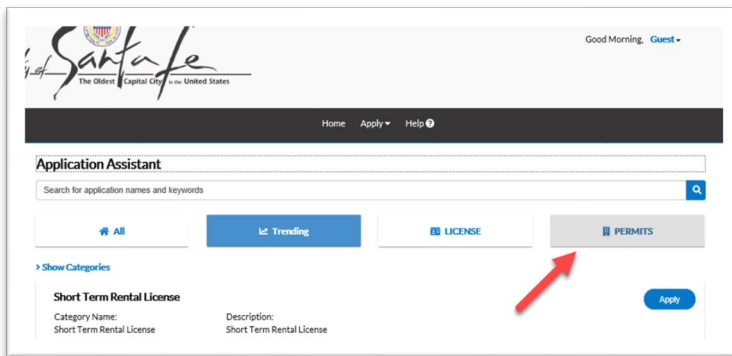 City of
Santa Fe
The Oldest Capital City in the United States
Good Morning, Guest
Home Apply Help
Application Assistant
Search for application names and keywords
All Trending LICENSE PERMITS
> Show Categories
Short Term Rental License
Apply
Category Name: Description:
Short Term Rental License Short Term Rental License